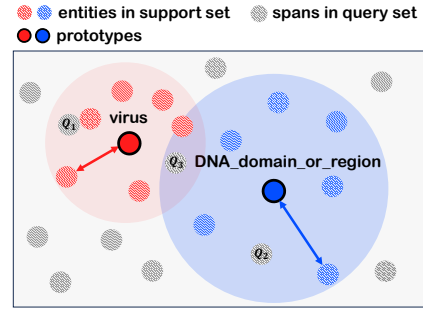 entities in support set spans in query set
prototypes
virus
Q1
Q3
DNA_domain_or_region
Q2